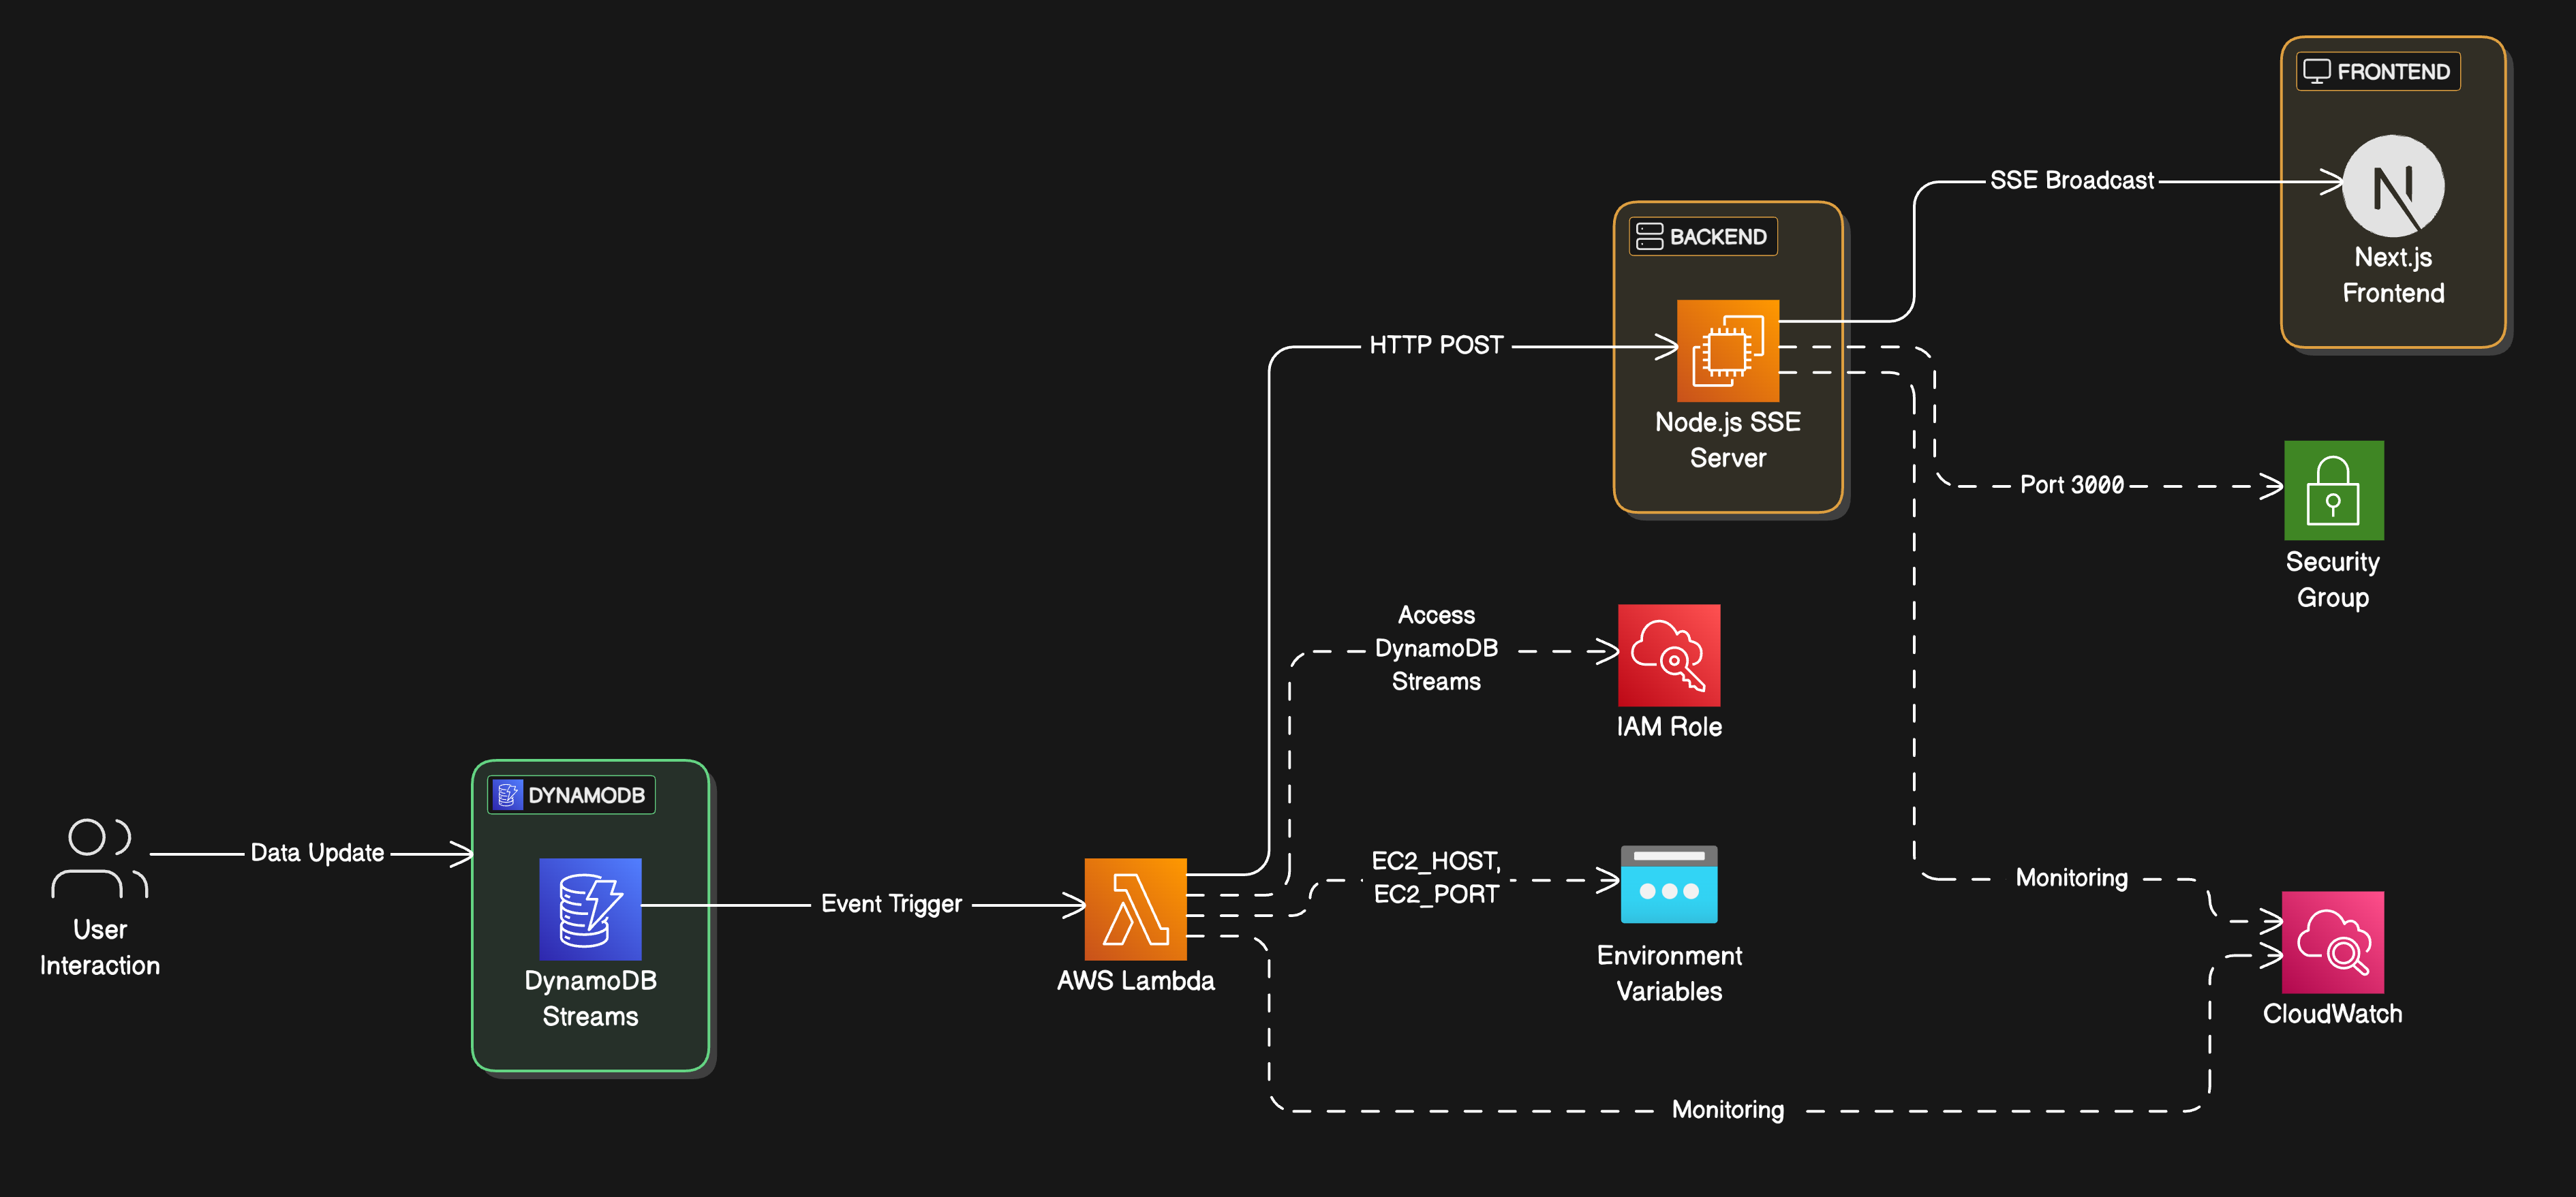 FRONTEND
SSE Broadcast
Next.js
Frontend
BACKEND
HTTP POST
Node.js SSE
Server
Port 3000
Security
Group
Access
DynamoDB
Streams
IAM Role
DYNAMODB
Data Update
User
Interaction
Event Trigger
DynamoDB
Streams
AWS Lambda
EC2_HOST,
EC2_PORT
Environment
Variables
Monitoring
CloudWatch
Monitoring